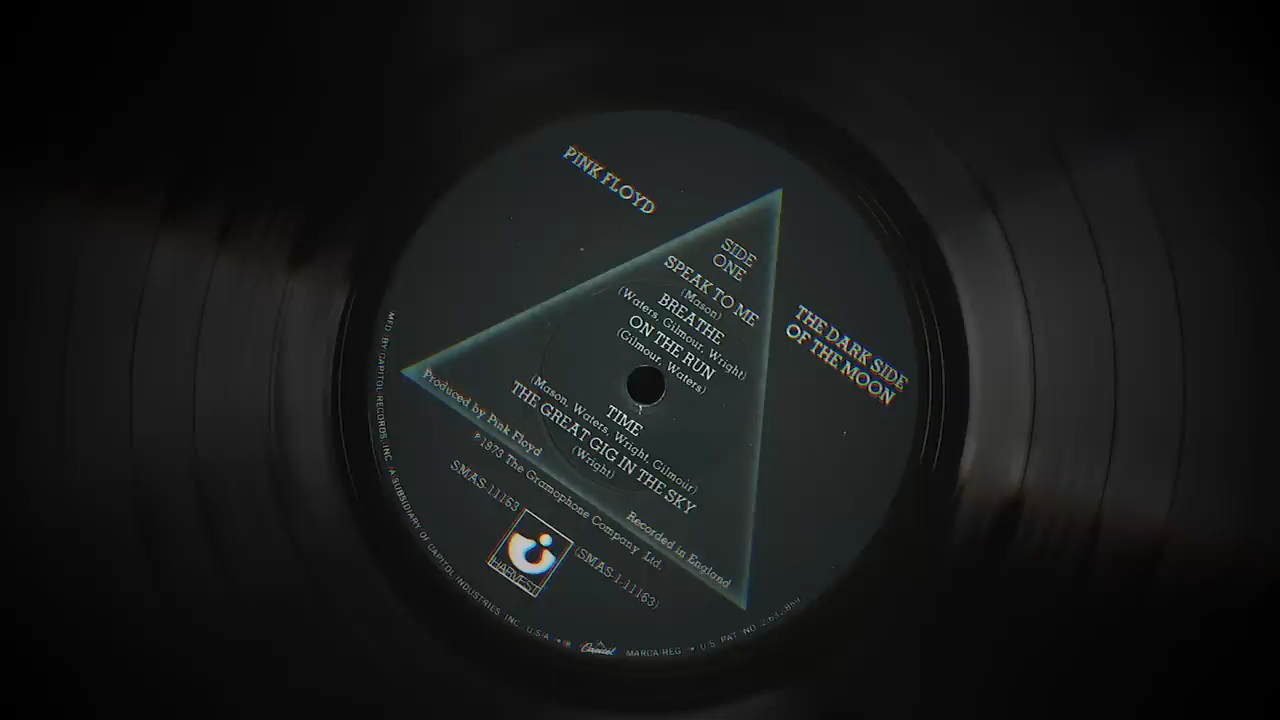 PINK FLOYD
THE DARK SIDE
OF THE MOON
SIDE
ONE
SPEAK TO ME
(Mason)
BREATHE
(Waters, Gilmour, Wright)
ON THE RUN
(Gilmour, Waters)
TIME
(Mason, Waters, Wright, Gilmour)
THE GREAT GIG IN THE SKY
(Wright)
Produced by Pink Floyd
Recorded in England
℗ 1973 The Gramophone Company Ltd.
SMAS-11163
(SMAS-1-11163)
HARVEST
MFD. BY CAPITOL RECORDS, INC. A SUBSIDIARY OF CAPITOL INDUSTRIES, INC. U.S.A.
Capitol
MARCA REG. • U.S. PAT. NO.